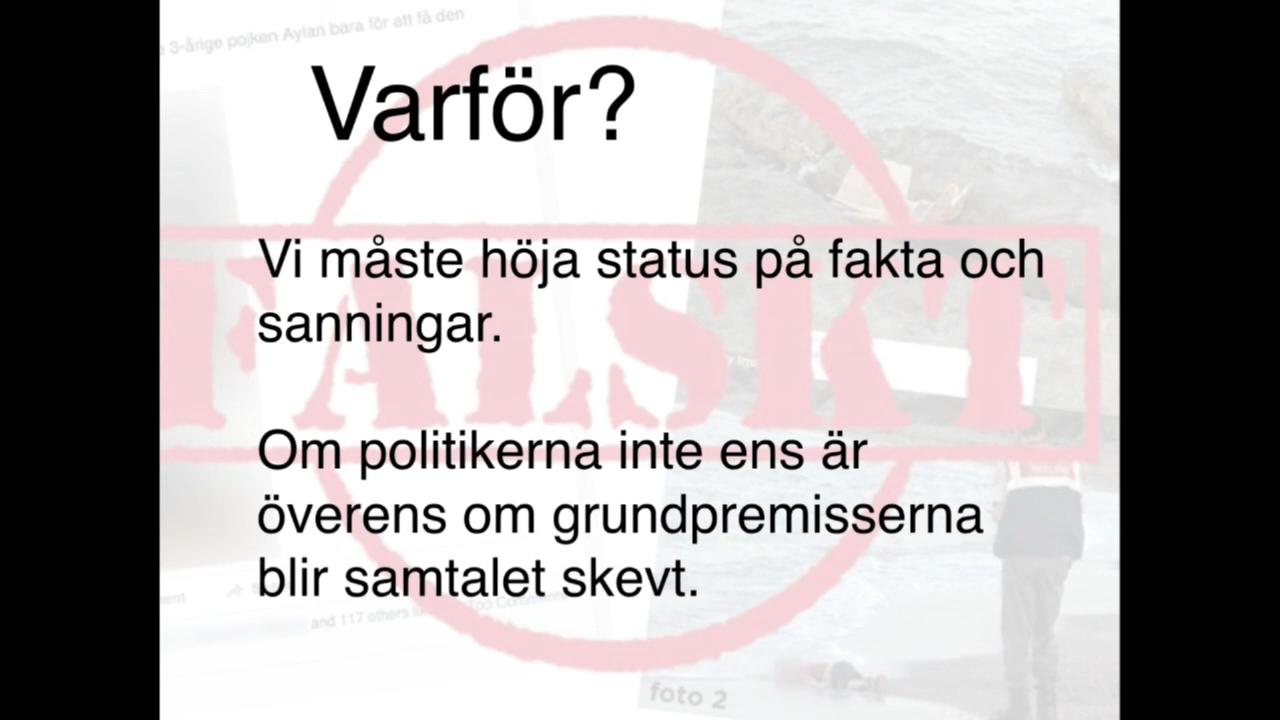 3-årige pojken Aylan bara för att få den
Varför?
Vi måste höja status på fakta och
sanningar.
FALSKT
Om politikerna inte ens är
överens om grundpremisserna
blir samtalet skevt.
and 117 others
foto 2